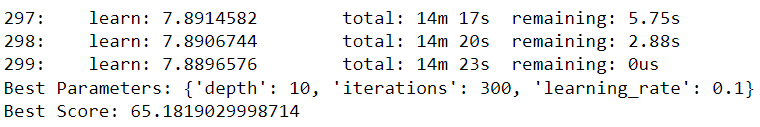 297:    learn: 7.8914582        total: 14m 17s  remaining: 5.75s
298:    learn: 7.8906744        total: 14m 20s  remaining: 2.88s
299:    learn: 7.8896576        total: 14m 23s  remaining: 0us
Best Parameters: {'depth': 10, 'iterations': 300, 'learning_rate': 0.1}
Best Score: 65.1819029998714